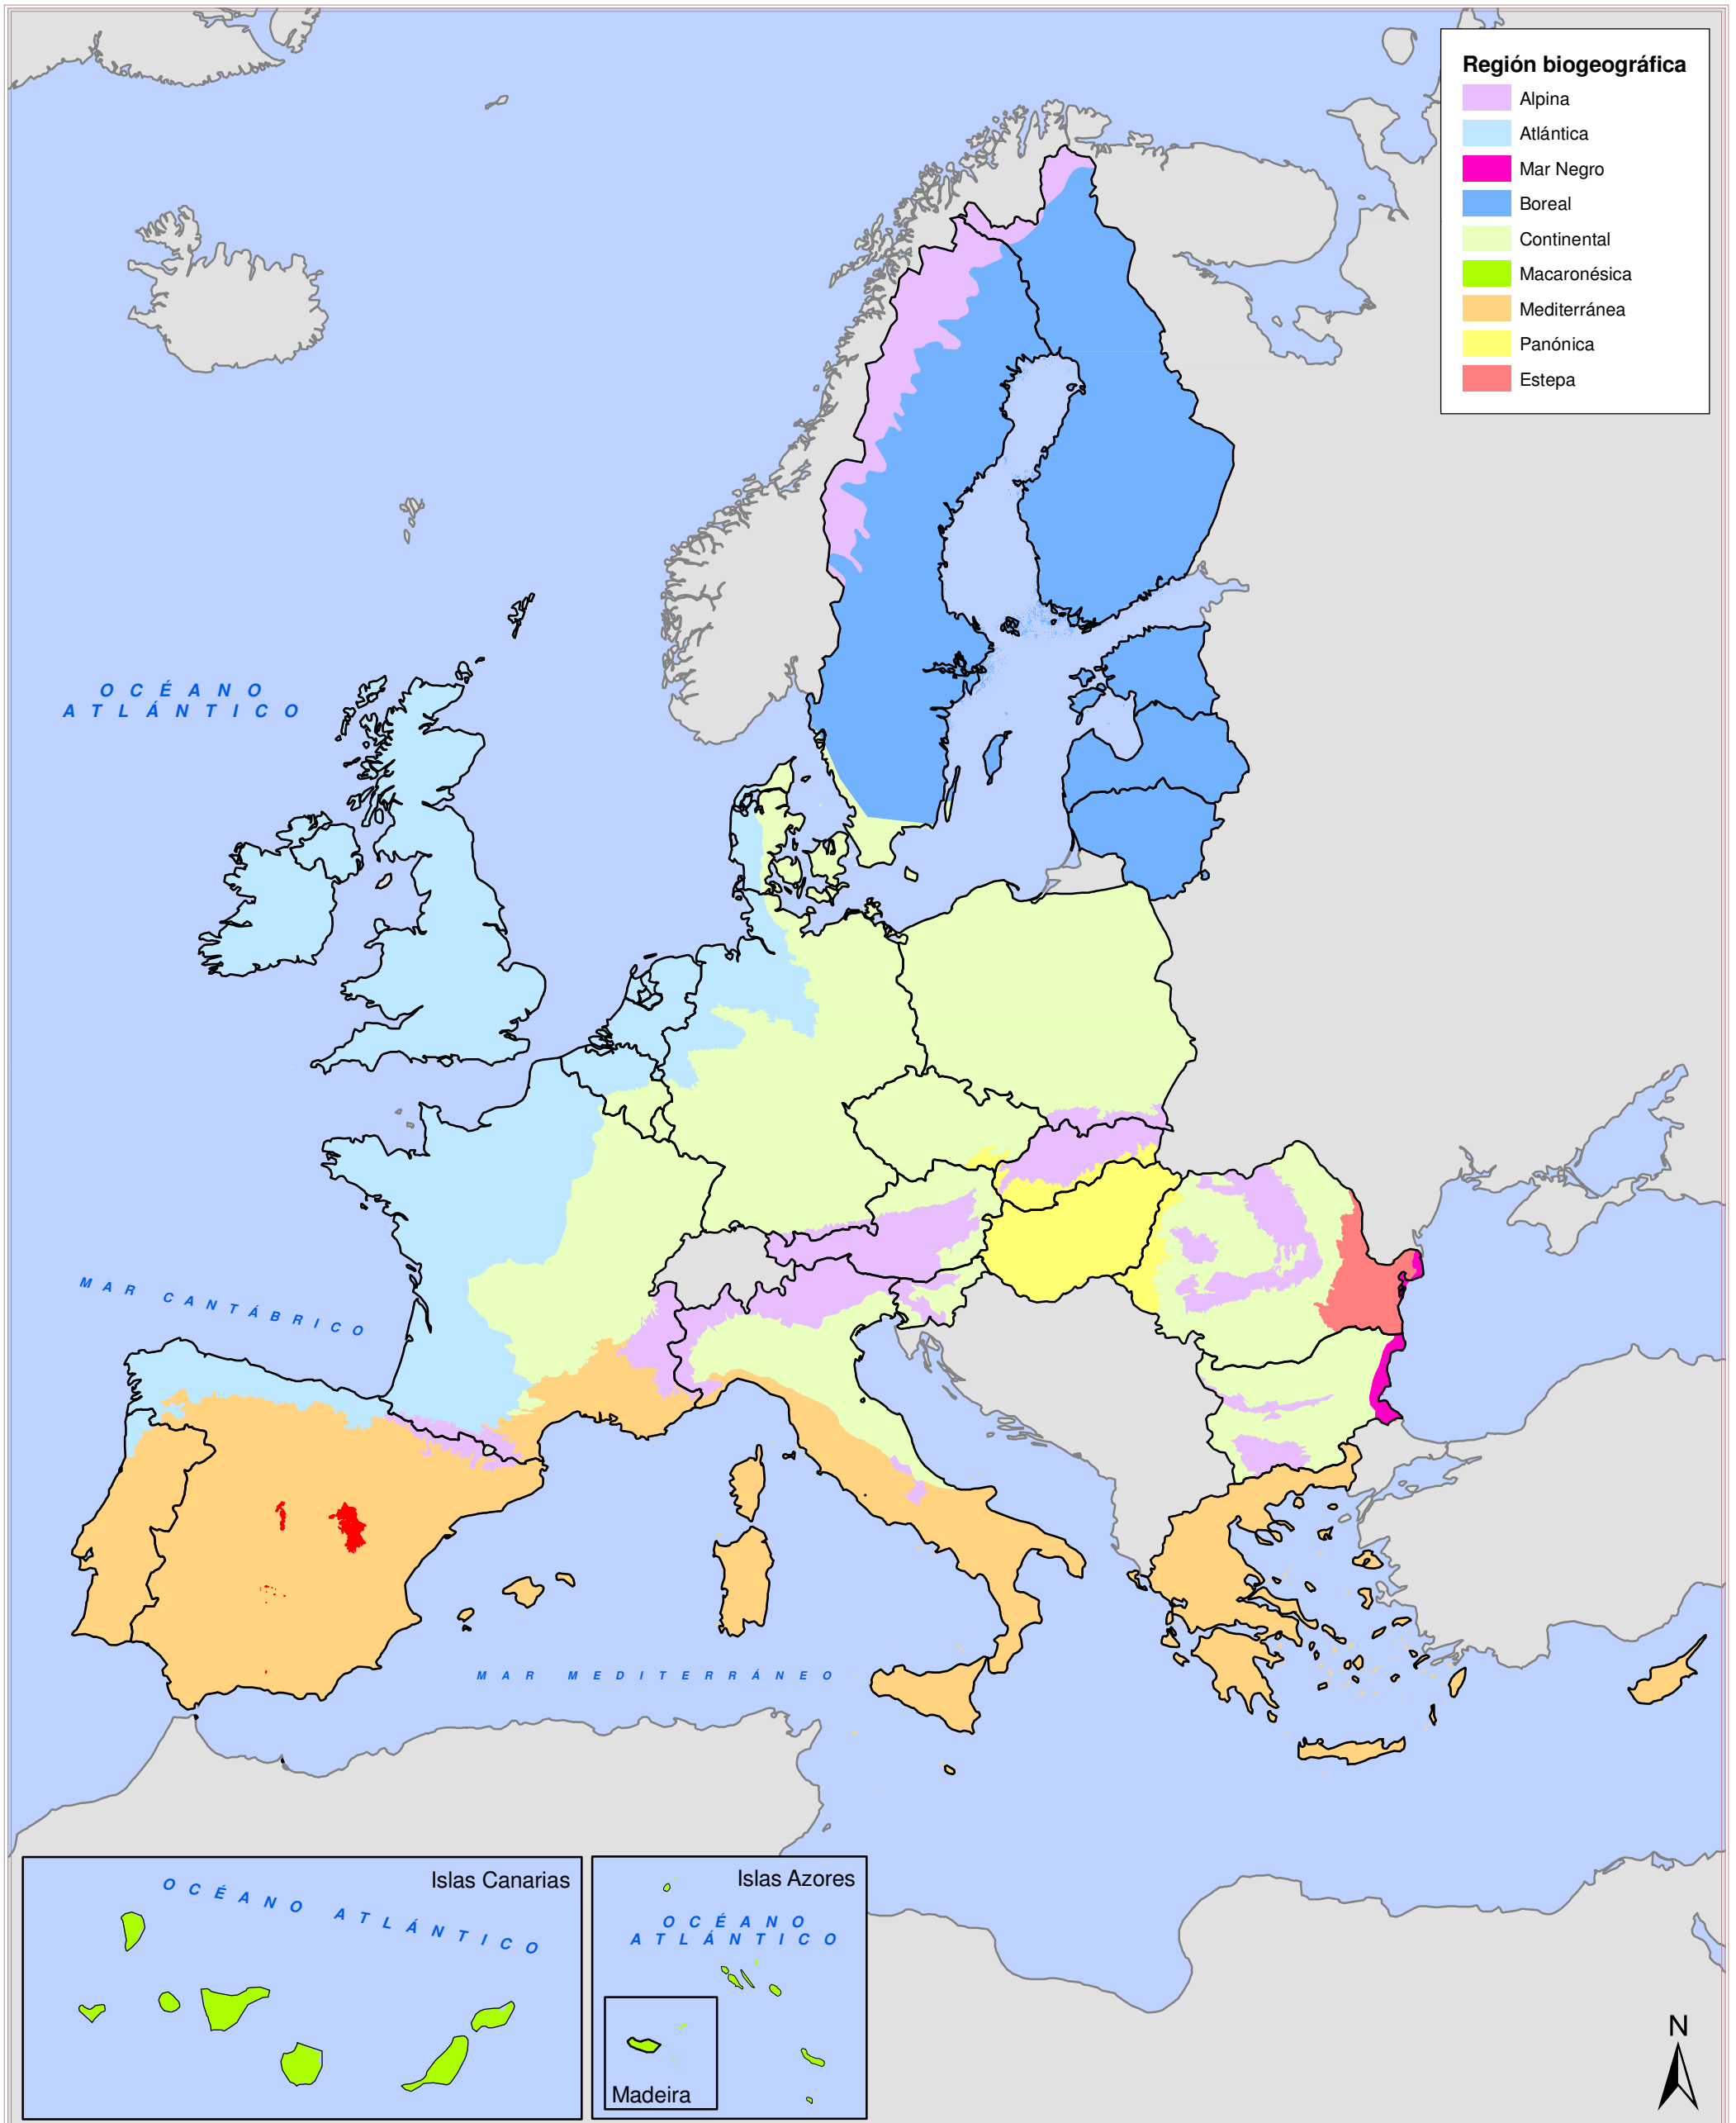 Región biogeográfica
Alpina
Atlántica
Mar Negro
Boreal
Continental
Macaronésica
Mediterránea
Panónica
Estepa
OCÉANO
ATLÁNTICO
MAR CANTÁBRICO
MAR MEDITERRÁNEO
Islas Canarias
OCÉANO ATLÁNTICO
Islas Azores
OCÉANO
ATLÁNTICO
Madeira
N